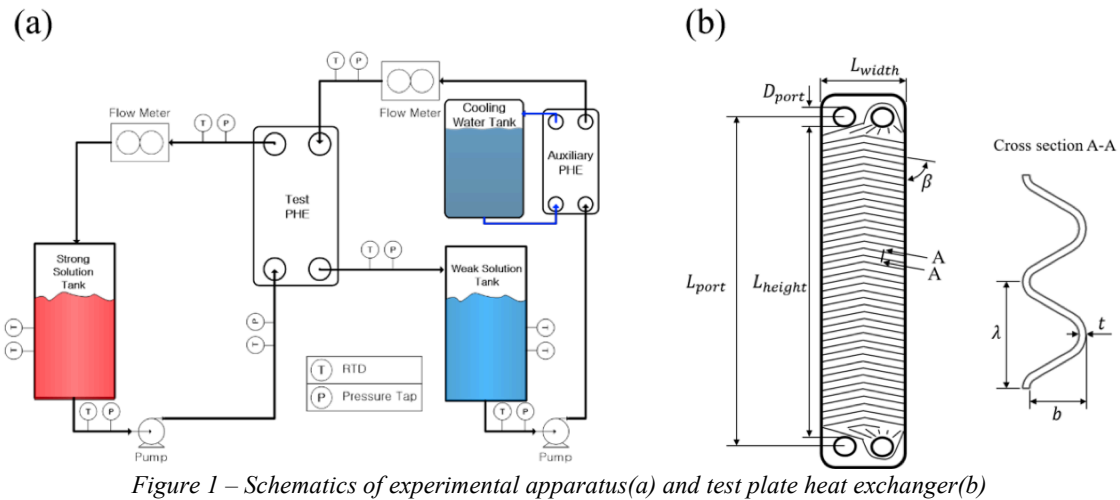 (a)
T
P
Flow Meter
T
P
Flow Meter
Cooling
Water Tank
Auxiliary
PHE
Test
PHE
T
P
Strong
Solution
Tank
Weak Solution
Tank
P
T
T
T
T
T
T RTD
P Pressure Tap
T
P
Pump
T
P
Pump
(b)
L_width
D_port
Cross section A-A
β
A
A
L_port
L_height
λ
t
b
Figure 1 – Schematics of experimental apparatus(a) and test plate heat exchanger(b)